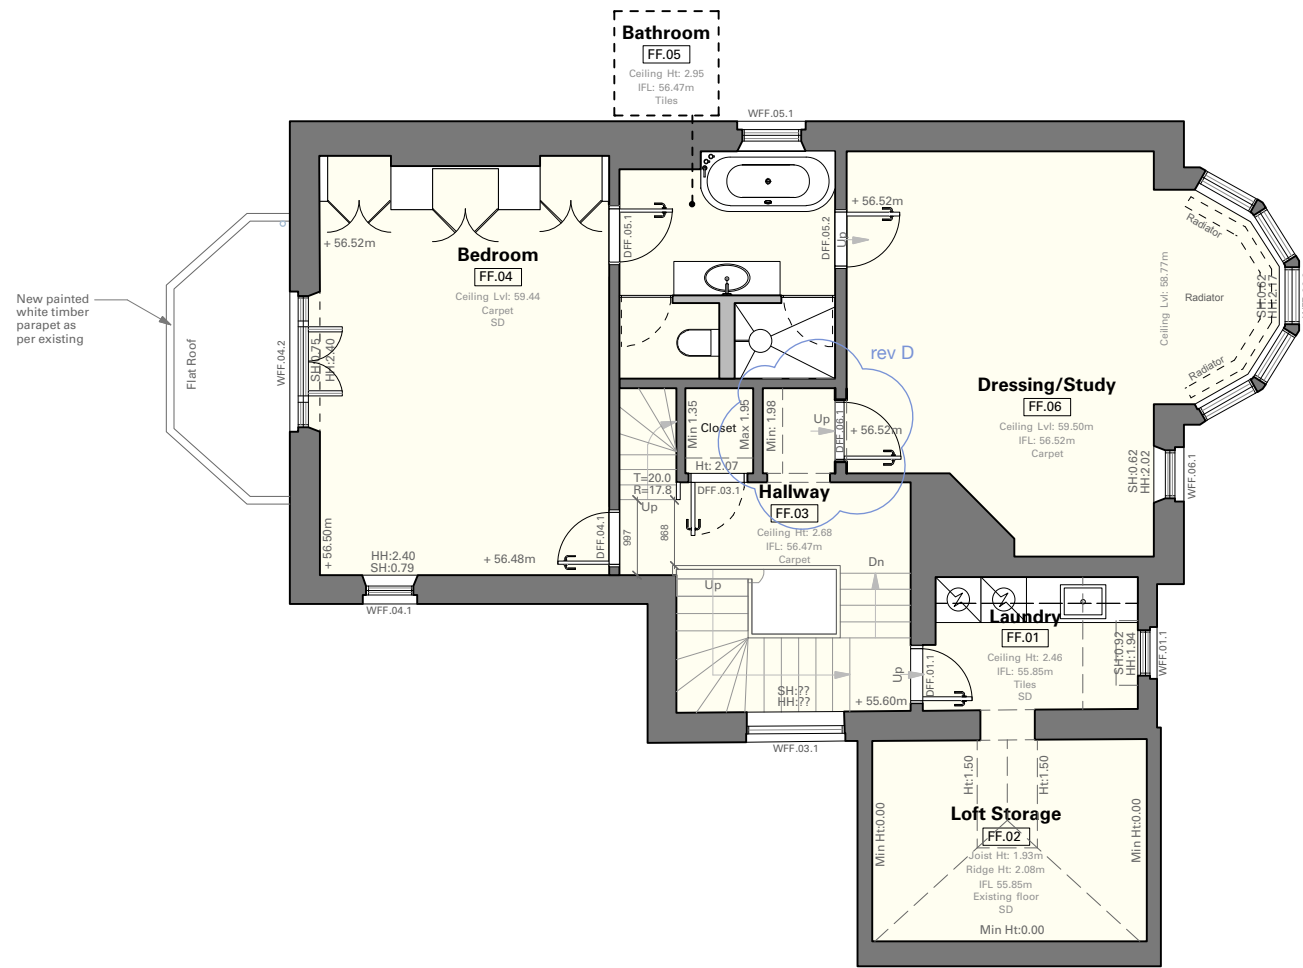 Bathroom
FF.05
Ceiling Ht: 2.95
IFL: 56.47m
Tiles
WFF.05.1
+ 56.52m
Bedroom
FF.04
Ceiling Lvl: 59.44
Carpet
SD
DFF.05.1
DFF.05.2
Up
+ 56.52m
Radiator
Radiator
Radiator
Ceiling Lvl: 58.77m
SH:0.62
HH:2.17
New painted
white timber
parapet as
per existing
Flat Roof
WFF.04.2
SH:0.75
HH:2.40
rev D
Dressing/Study
FF.06
Ceiling Lvl: 59.50m
IFL: 56.52m
Carpet
Min 1.35
Closet
Max 1.95
Ht: 2.07
Min: 1.98
Up
DFF.06.1
+ 56.52m
SH:0.62
HH:2.02
WFF.06.1
T=20.0
R=17.8
Up
DFF.03.1
Hallway
FF.03
Ceiling Ht: 2.68
IFL: 56.47m
Carpet
997
868
+ 56.50m
HH:2.40
SH:0.79
WFF.04.1
+ 56.48m
DFF.04.1
Up
Dn
Up
SH:??
HH:??
+ 55.60m
WFF.03.1
DFF.01.1
Laundry
FF.01
Ceiling Ht: 2.46
IFL: 55.85m
Tiles
SD
SH:0.92
HH:1.94
WFF.01.1
Ht:1.50
Ht:1.50
Min Ht:0.00
Min Ht:0.00
Loft Storage
FF.02
Joist Ht: 1.93m
Ridge Ht: 2.08m
IFL 55.85m
Existing floor
SD
Min Ht:0.00